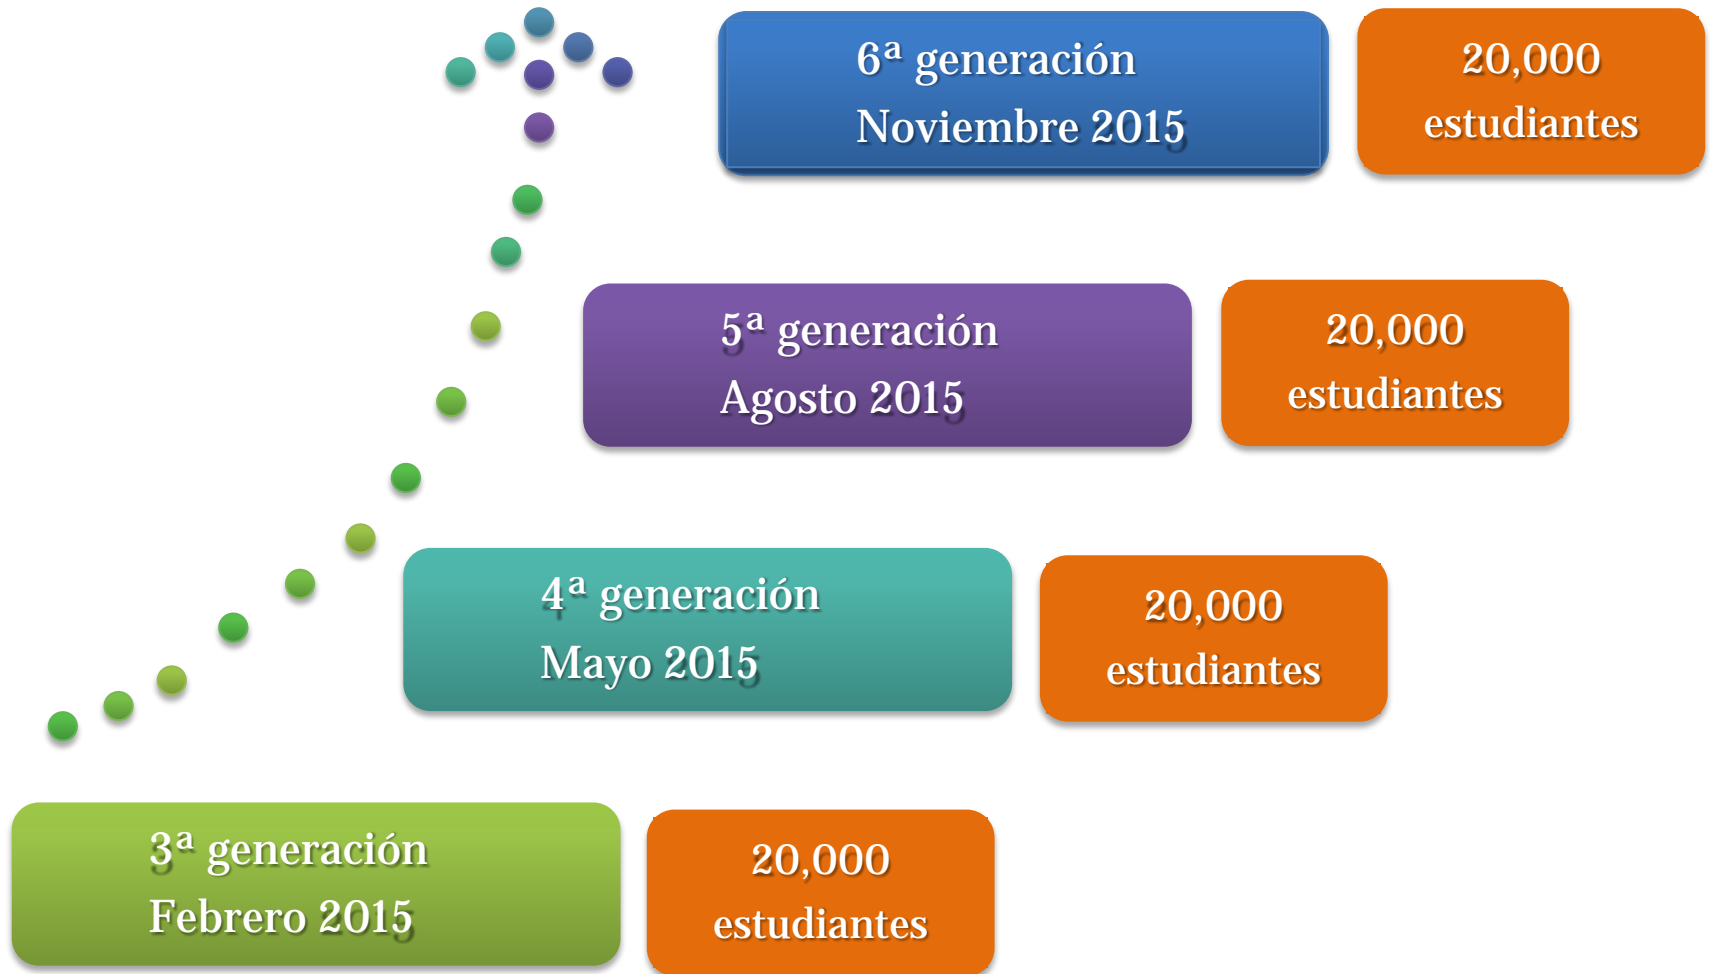 6ª generación
Noviembre 2015
20,000
estudiantes
5ª generación
Agosto 2015
20,000
estudiantes
4ª generación
Mayo 2015
20,000
estudiantes
3ª generación
Febrero 2015
20,000
estudiantes